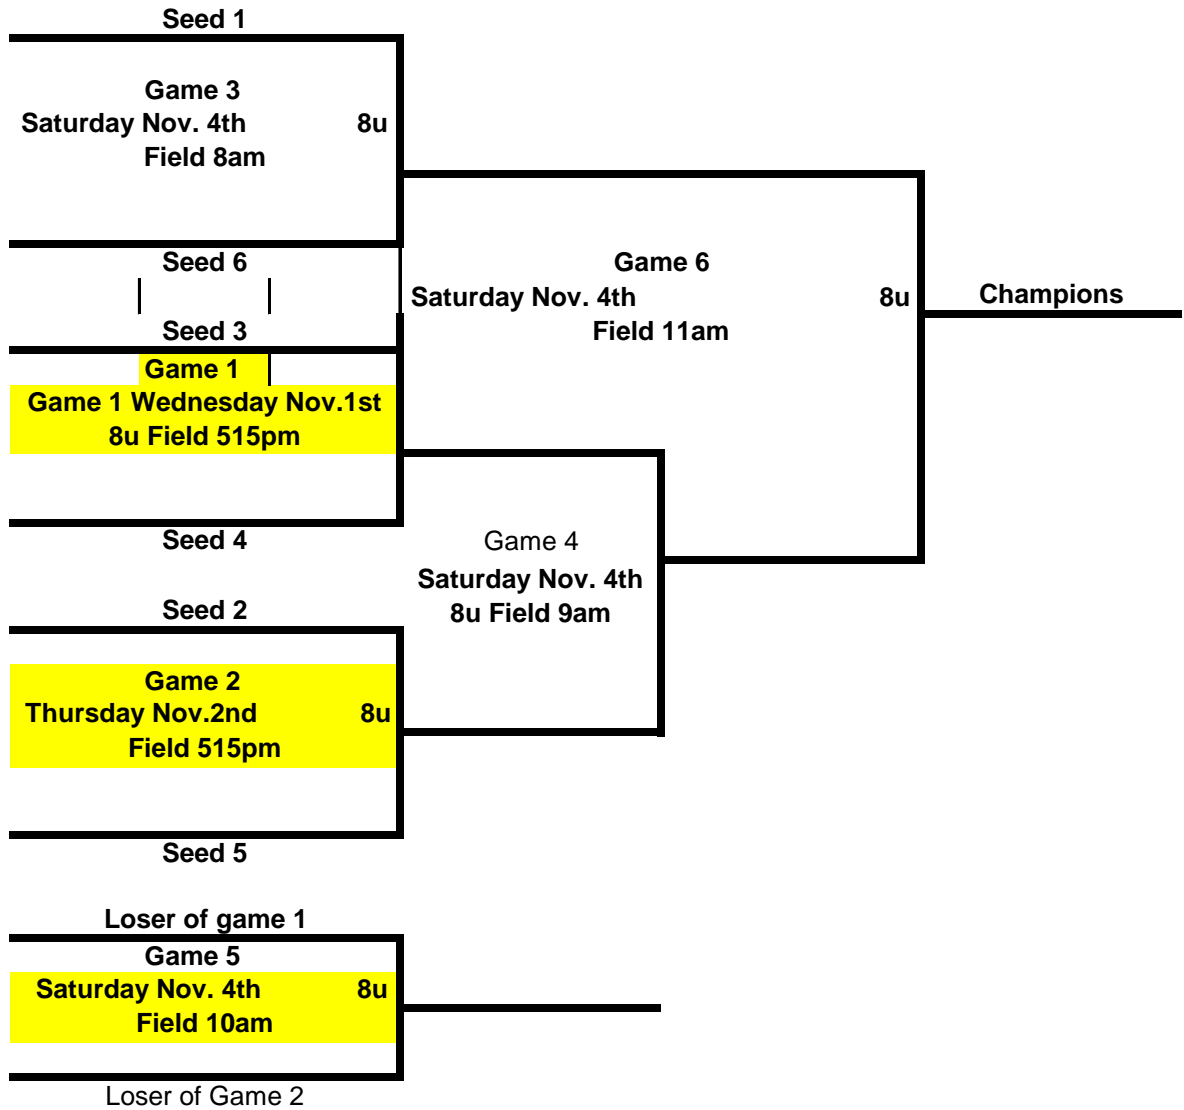 Seed 1
Game 3
Saturday Nov. 4th 8u
Field 8am
Seed 6
Game 6
Saturday Nov. 4th 8u
Field 11am
Champions
Seed 3
Game 1
Game 1 Wednesday Nov.1st
8u Field 515pm
Seed 4
Game 4
Saturday Nov. 4th
8u Field 9am
Seed 2
Game 2
Thursday Nov.2nd 8u
Field 515pm
Seed 5
Loser of game 1
Game 5
Saturday Nov. 4th 8u
Field 10am
Loser of Game 2